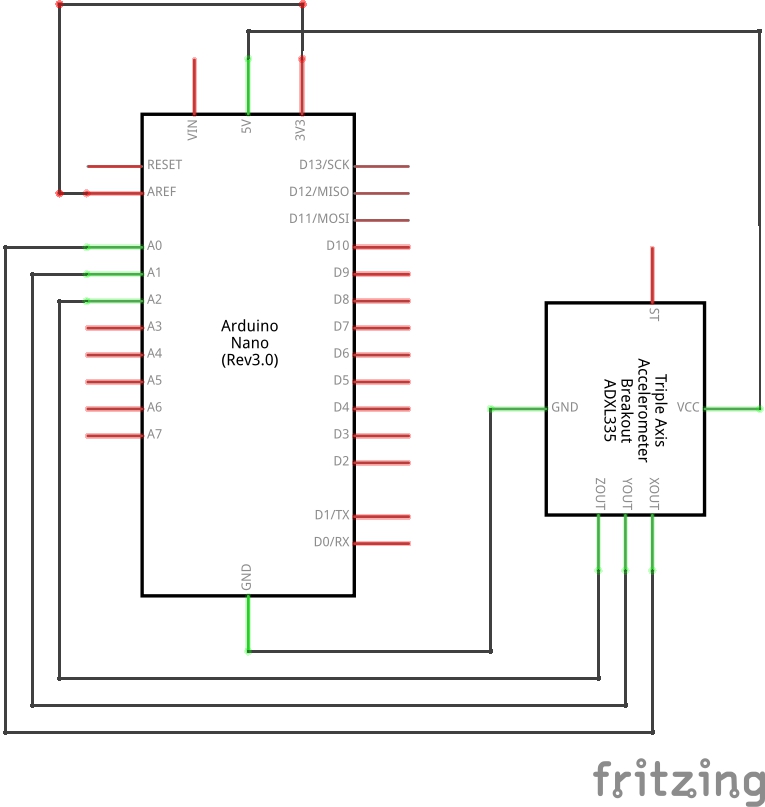 VIN
5V
3V3
RESET
AREF
A0
A1
A2
A3
A4
A5
A6
A7
D13/SCK
D12/MISO
D11/MOSI
D10
D9
D8
D7
D6
D5
D4
D3
D2
D1/TX
D0/RX
Arduino
Nano
(Rev3.0)
GND
ST
GND
VCC
Triple Axis
Accelerometer
Breakout
ADXL335
ZOUT
YOUT
XOUT
fritzing